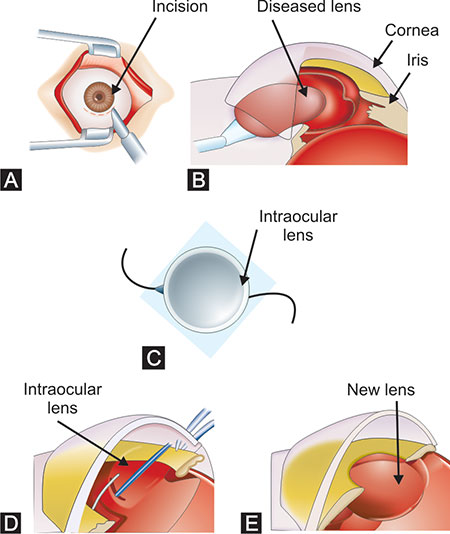 Incision
Diseased lens
Cornea
Iris
A
B
Intraocular
lens
C
Intraocular
lens
New lens
D
E